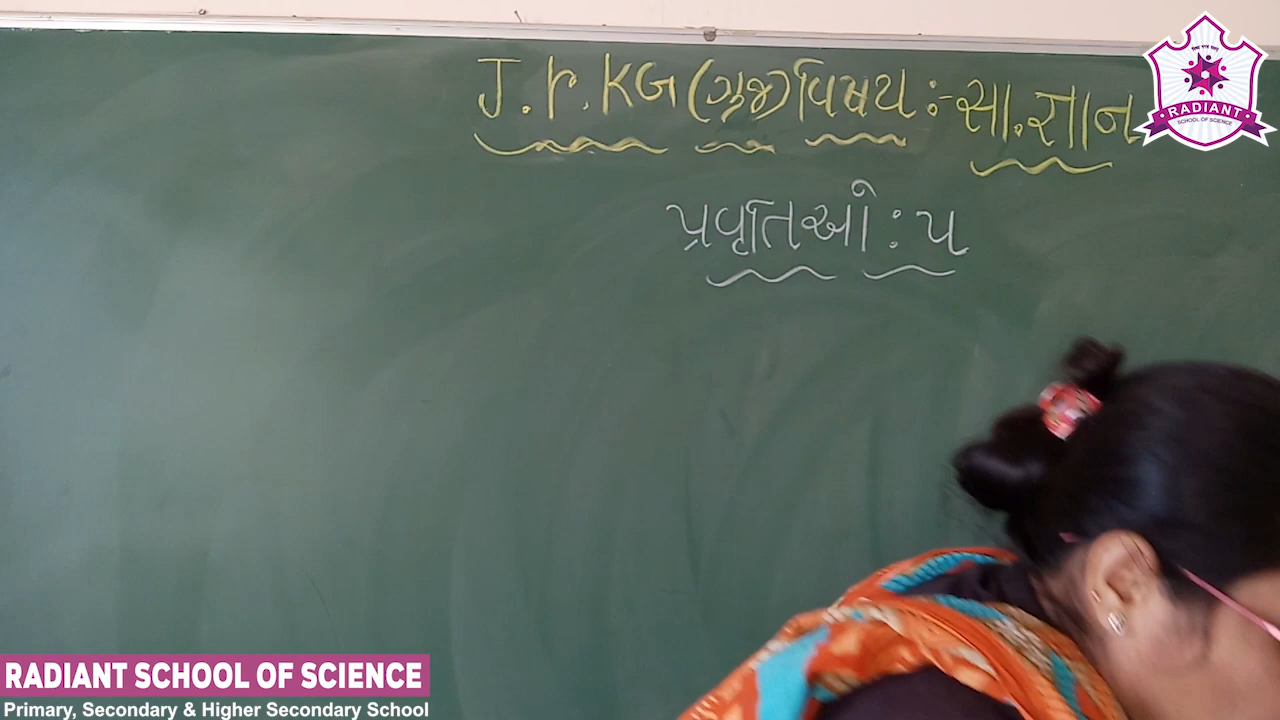 J.r.KG (ગુજ) વિષય :- સા.જ્ઞાન
પ્રવૃતિઓ : ૫
RADIANT
SCHOOL OF SCIENCE
RADIANT SCHOOL OF SCIENCE
Primary, Secondary & Higher Secondary School